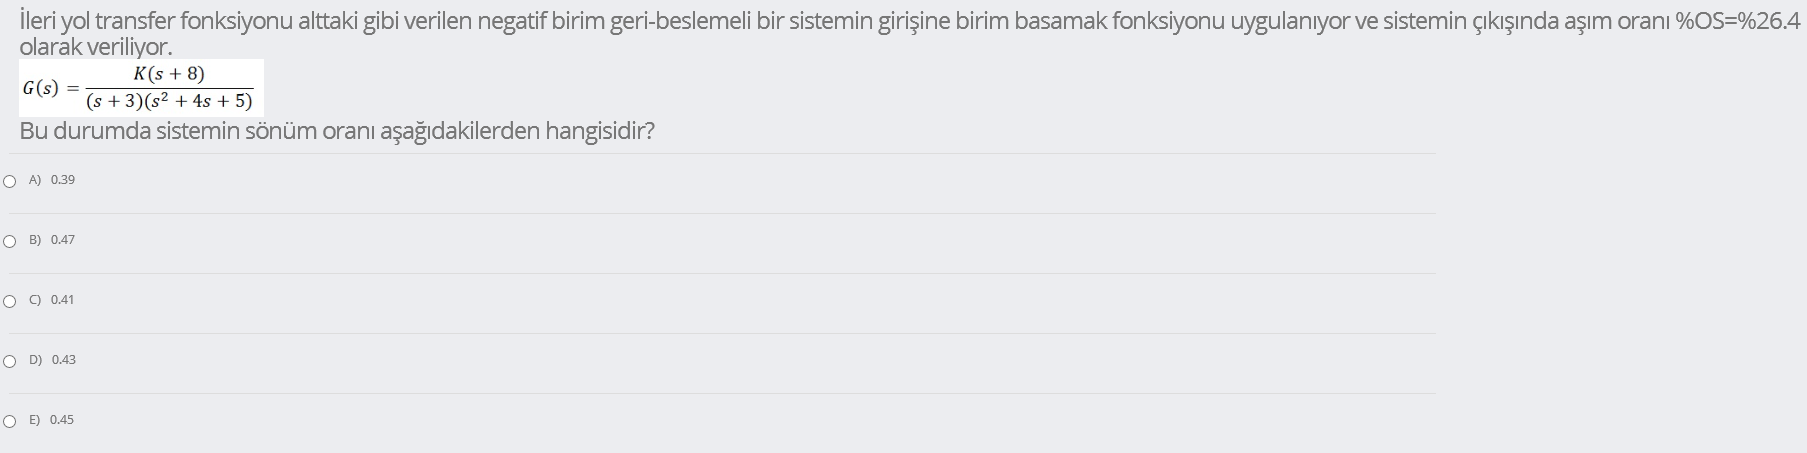 İleri yol transfer fonksiyonu alttaki gibi verilen negatif birim geri-beslemeli bir sistemin girişine birim basamak fonksiyonu uygulanıyor ve sistemin çıkışında aşım oranı %OS=%26.4
olarak veriliyor.
G(s) = K(s + 8) / (s + 3)(s² + 4s + 5)
Bu durumda sistemin sönüm oranı aşağıdakilerden hangisidir?
A) 0.39
B) 0.47
C) 0.41
D) 0.43
E) 0.45